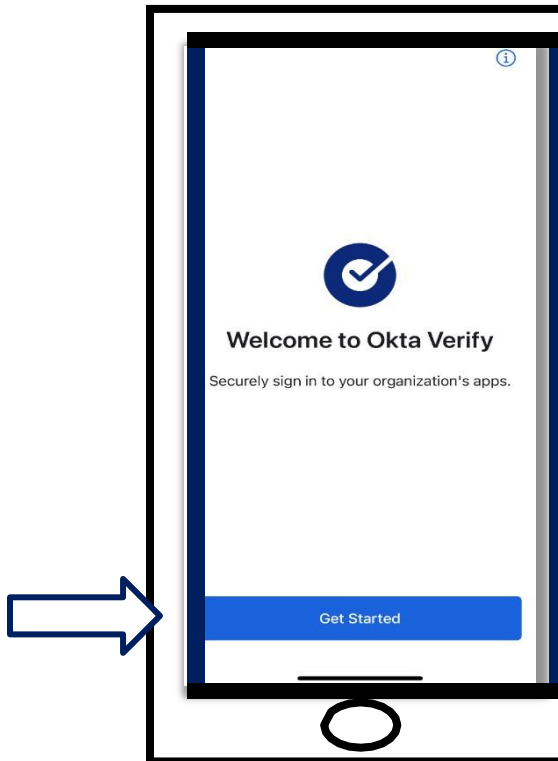 Welcome to Okta Verify
Securely sign in to your organization's apps.
Get Started